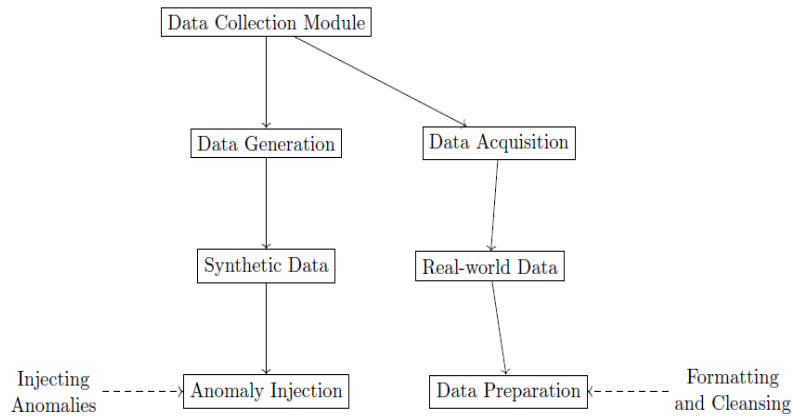 Data Collection Module
Data Generation
Data Acquisition
Synthetic Data
Real-world Data
Injecting
Anomalies
Anomaly Injection
Data Preparation
Formatting
and Cleansing